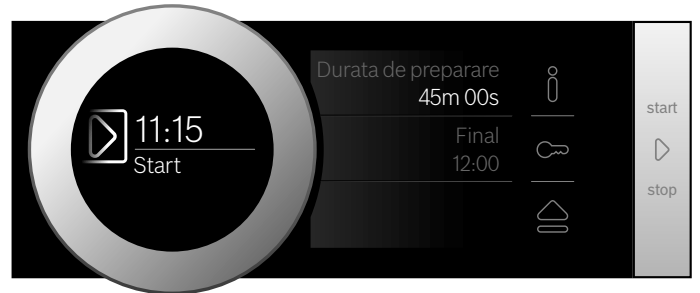 11:15
Start
Durata de preparare
45m 00s
Final
12:00
start
stop